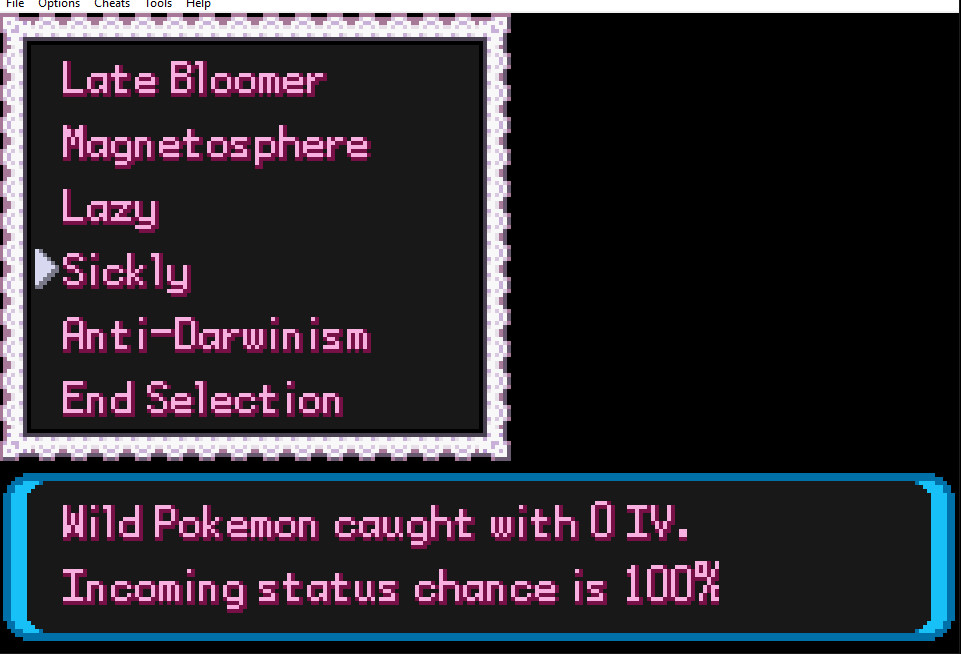 File Options Cheats Tools Help
Late Bloomer
Magnetosphere
Lazy
Sickly
Anti-Darwinism
End Selection
Wild Pokemon caught with 0 IV.
Incoming status chance is 100%